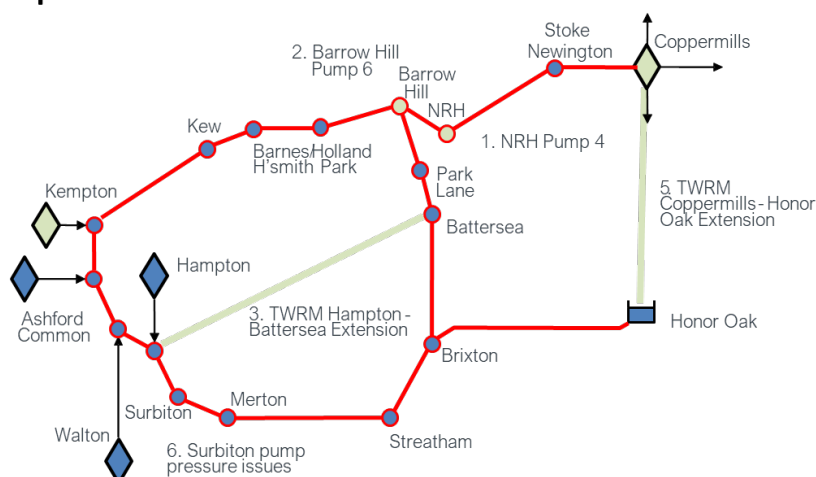 Stoke
Newington
Coppermills
2. Barrow Hill
Pump 6
Barrow
Hill
NRH
1. NRH Pump 4
Kew
Barnes/Holland
H'smith Park
Park
Lane
Kempton
5. TWRM
Coppermills - Honor
Oak Extension
Battersea
Hampton
Ashford
Common
3. TWRM Hampton -
Battersea Extension
Honor Oak
Brixton
Surbiton
Merton
Walton
Streatham
6. Surbiton pump
pressure issues